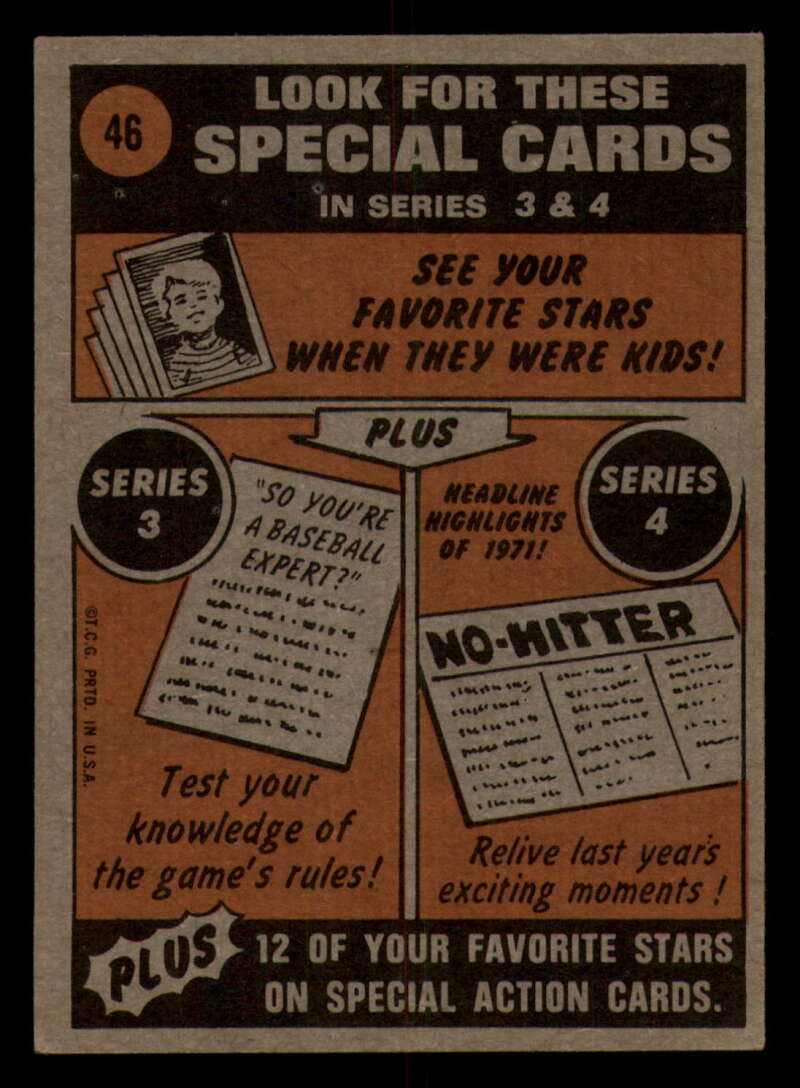 46
LOOK FOR THESE
SPECIAL CARDS
IN SERIES 3 & 4
SEE YOUR
FAVORITE STARS
WHEN THEY WERE KIDS!
PLUS
SERIES
3
"SO YOU'RE
A BASEBALL
EXPERT?"
Test your
knowledge of
the game's rules!
HEADLINE
HIGHLIGHTS
OF 1971!
SERIES
4
NO-HITTER
Relive last year's
exciting moments!
©T.C.G. PRTD. IN U.S.A.
PLUS
12 OF YOUR FAVORITE STARS
ON SPECIAL ACTION CARDS.